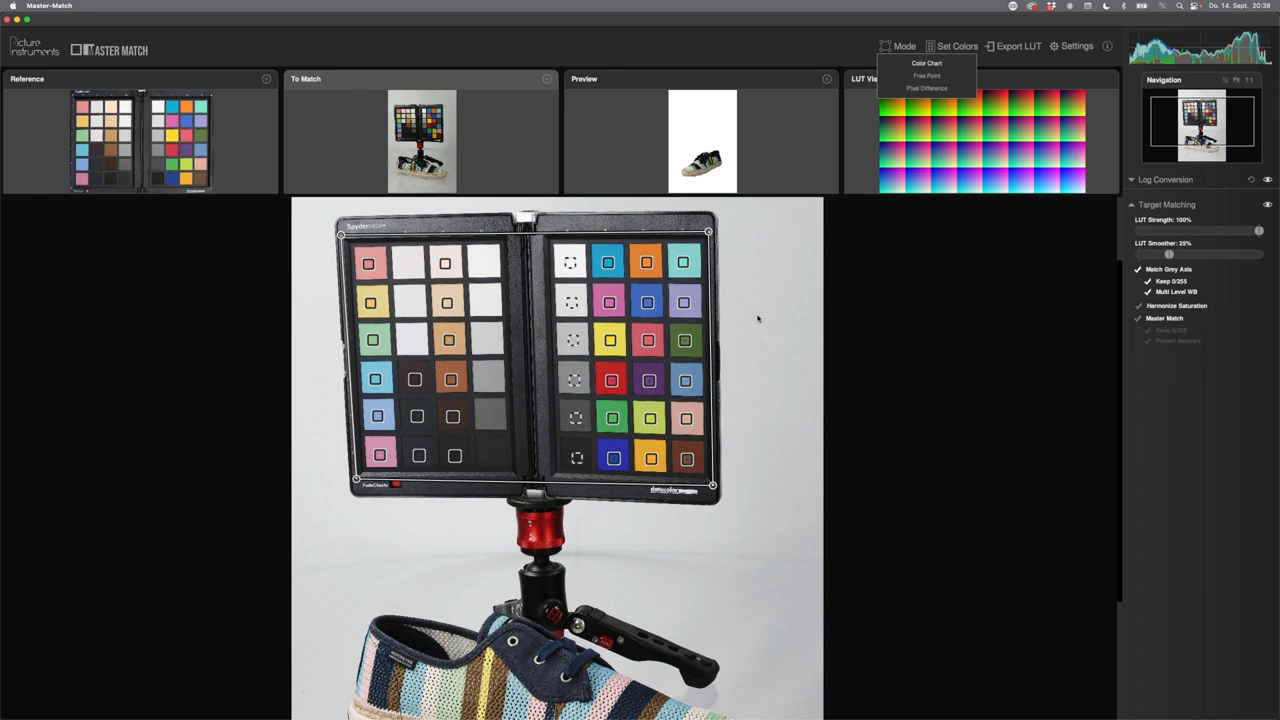 Master-Match
Do. 14. Sept. 20:38
Picture Instruments
MASTER MATCH
Mode
Set Colors
Export LUT
Settings
Color Chart
Free Point
Pixel Difference
Reference
To Match
Preview
LUT Vis
Navigation
Fit
1:1
Log Conversion
Target Matching
LUT Strength: 100%
LUT Smoother: 25%
Match Grey Axis
Keep 0/255
Multi Level WB
Harmonize Saturation
Master Match
Keep 0/255
Protect Neutrals
datacolor